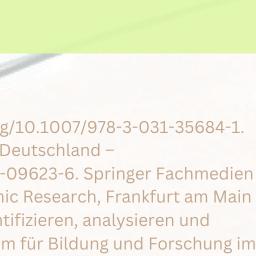 g/10.1007/978-3-031-35684-1.
Deutschland –
-09623-6. Springer Fachmedien
nic Research, Frankfurt am Main
ntifizieren, analysieren und
m für Bildung und Forschung im